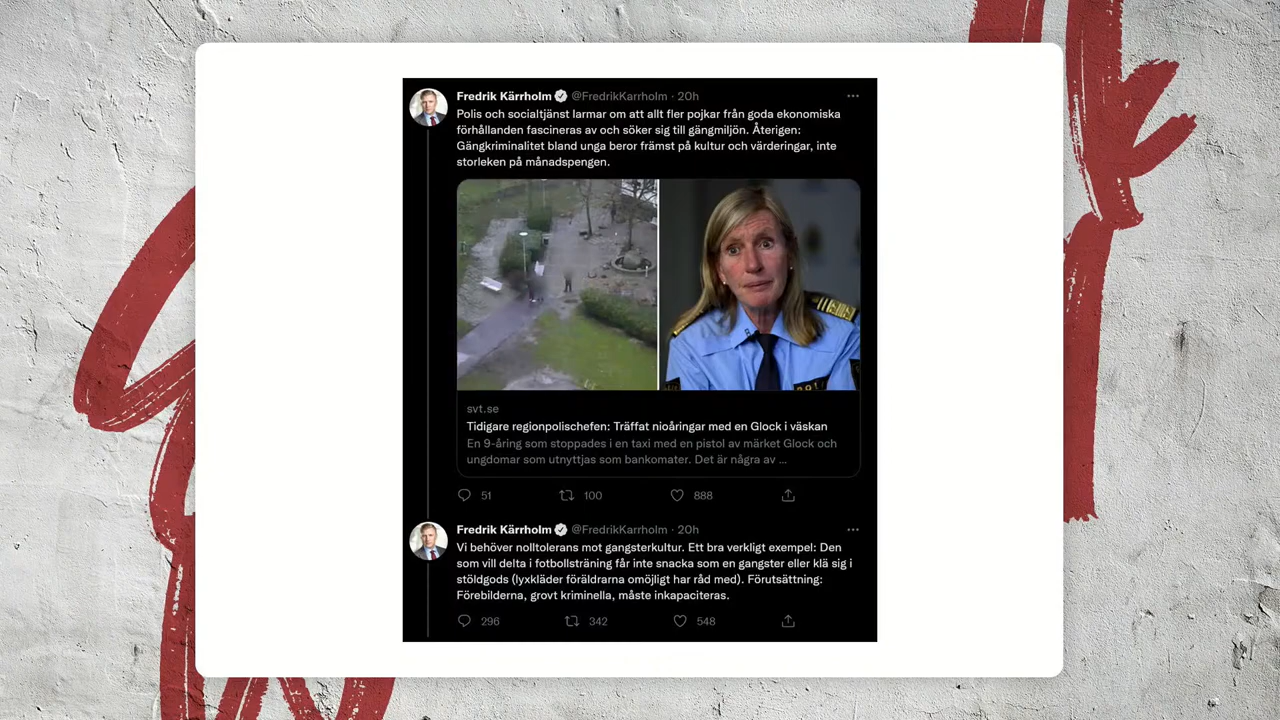 Fredrik Kärrholm @FredrikKarrholm · 20h
Polis och socialtjänst larmar om att allt fler pojkar från goda ekonomiska
förhållanden fascineras av och söker sig till gängmiljön. Återigen:
Gängkriminalitet bland unga beror främst på kultur och värderingar, inte
storleken på månadspengen.
svt.se
Tidigare regionpolischefen: Träffat nioåringar med en Glock i väskan
En 9-åring som stoppades i en taxi med en pistol av märket Glock och
ungdomar som utnyttjas som bankomater. Det är några av ...
51 100 888
Fredrik Kärrholm @FredrikKarrholm · 20h
Vi behöver nolltolerans mot gangsterkultur. Ett bra verkligt exempel: Den
som vill delta i fotbollsträning får inte snacka som en gangster eller klä sig i
stöldgods (lyxkläder föräldrarna omöjligt har råd med). Förutsättning:
Förebilderna, grovt kriminella, måste inkapaciteras.
296 342 548